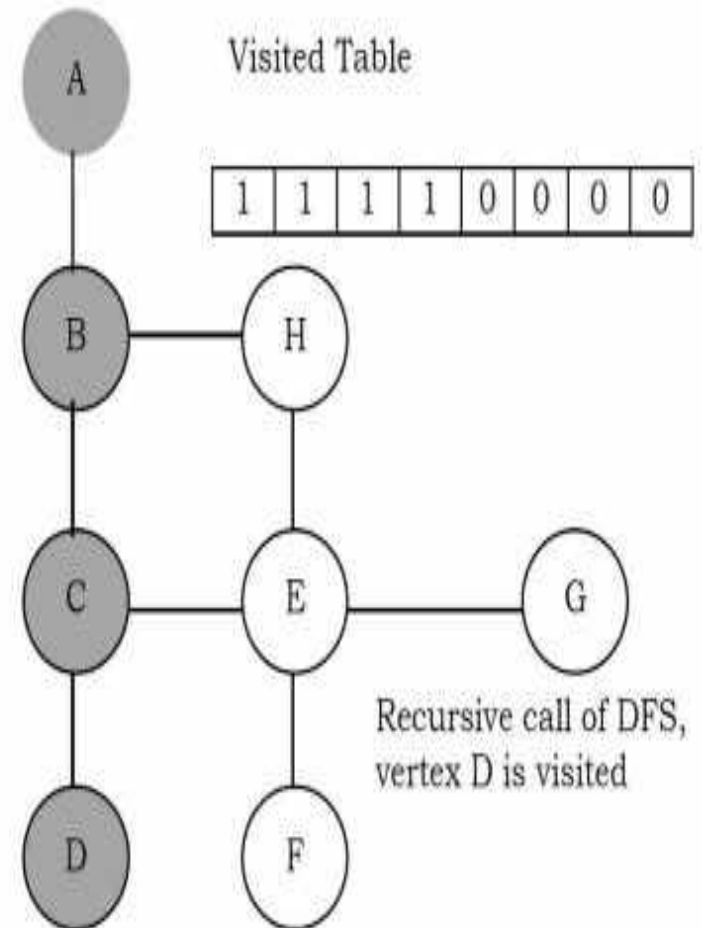 A
Visited Table
1 1 1 1 0 0 0 0
B H
C E G
Recursive call of DFS,
vertex D is visited
D F